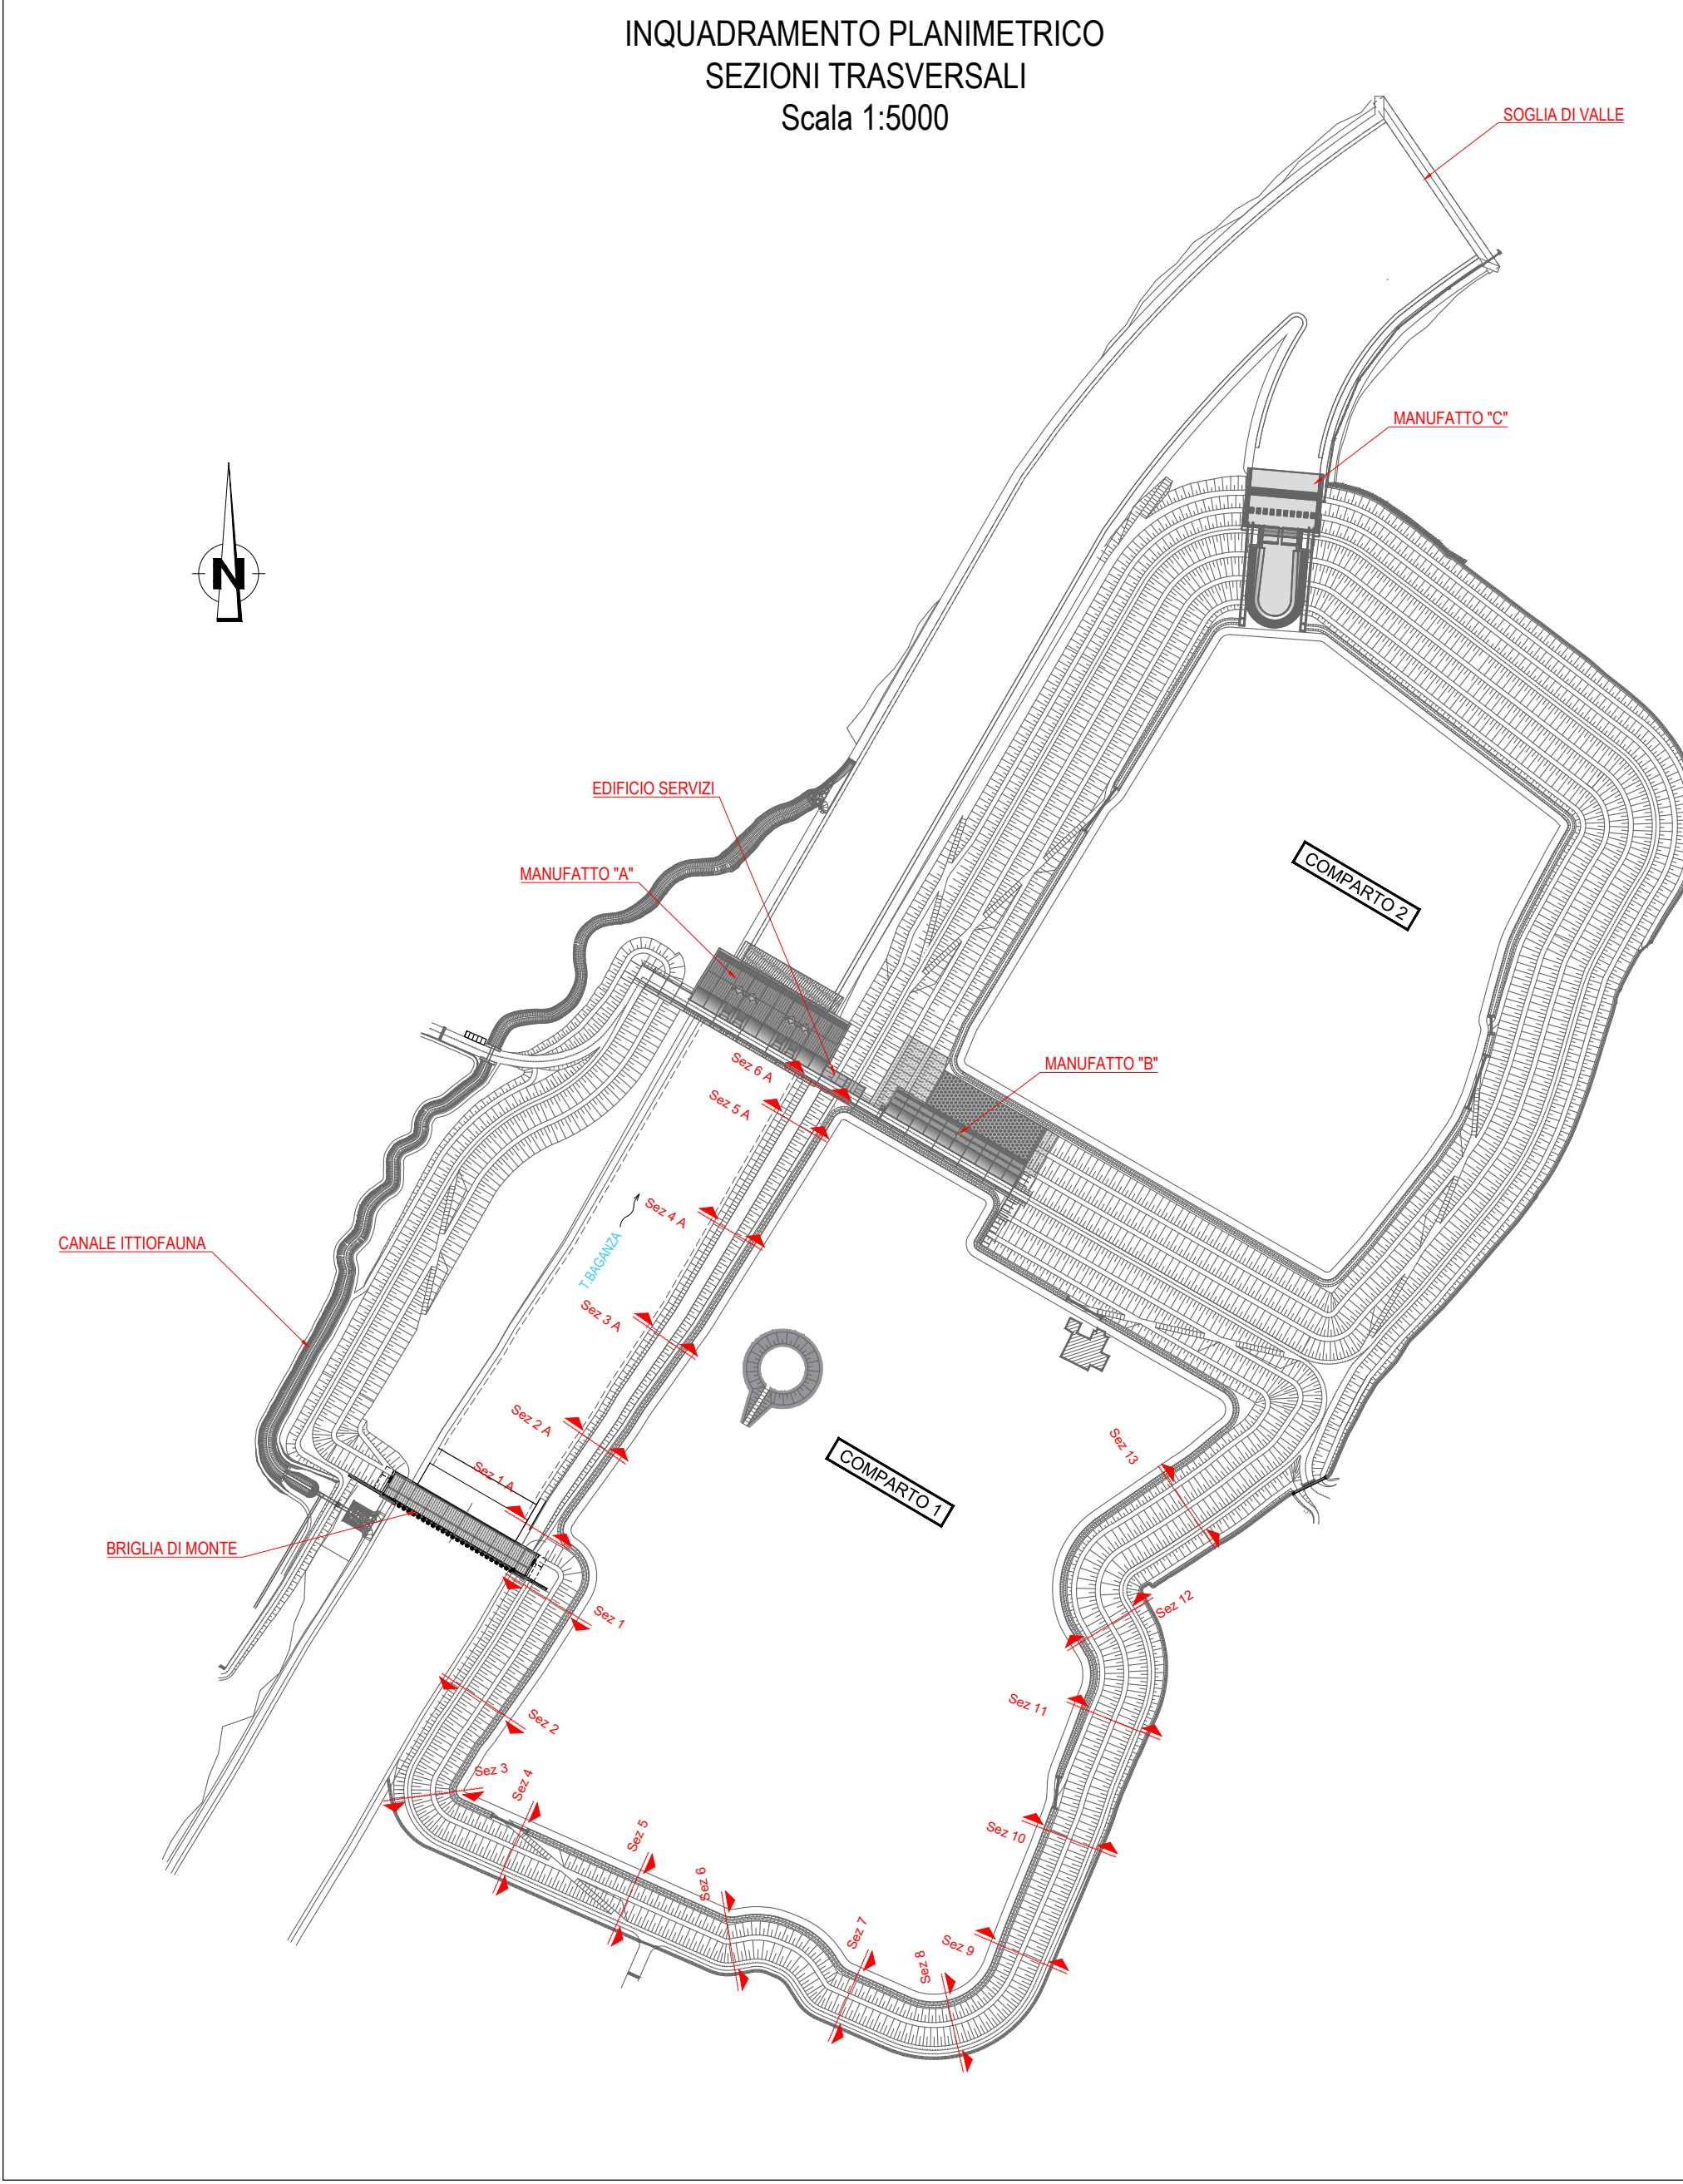 INQUADRAMENTO PLANIMETRICO
SEZIONI TRASVERSALI
Scala 1:5000
SOGLIA DI VALLE
MANUFATTO "C"
N
EDIFICIO SERVIZI
MANUFATTO "A"
COMPARTO 2
MANUFATTO "B"
Sez 6 A
Sez 5 A
Sez 4 A
T.BAGANZA
CANALE ITTIOFAUNA
Sez 3 A
Sez 2 A
Sez 13
COMPARTO 1
Sez 1 A
BRIGLIA DI MONTE
Sez 1
Sez 12
Sez 11
Sez 2
Sez 3
Sez 4
Sez 5
Sez 10
Sez 6
Sez 7
Sez 8
Sez 9